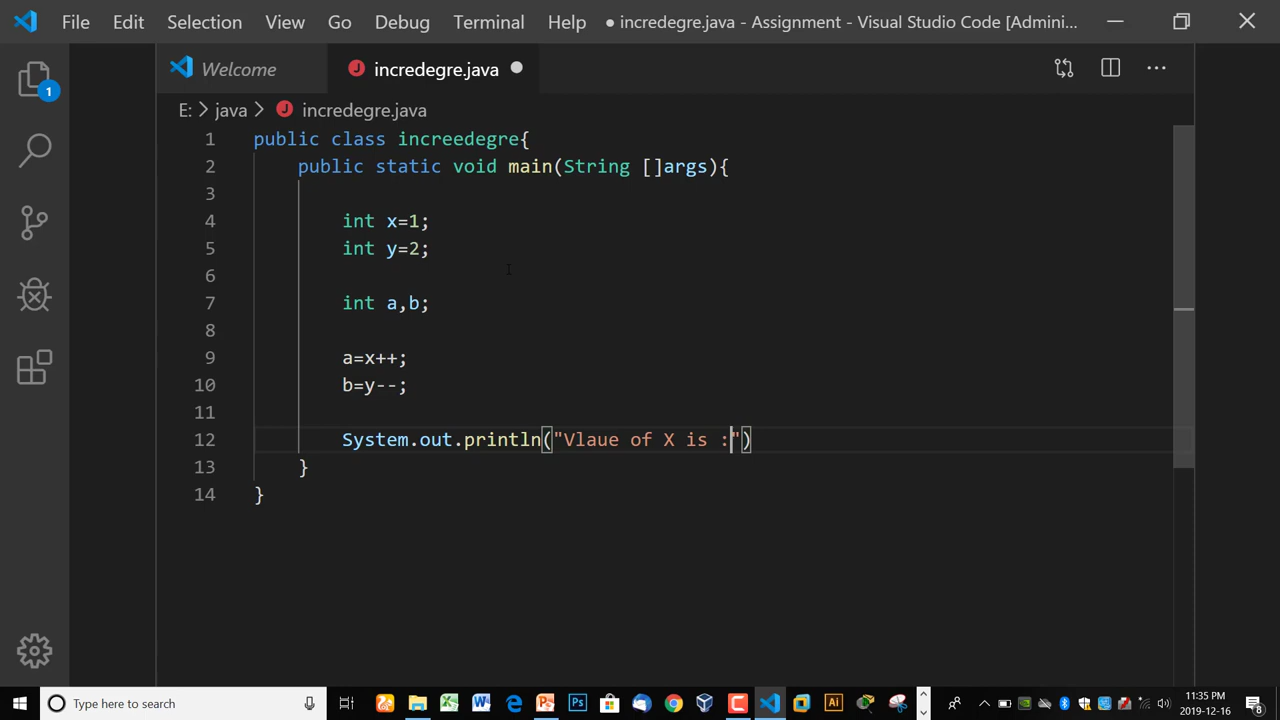 File Edit Selection View Go Debug Terminal Help ● incredegre.java - Assignment - Visual Studio Code [Admini...
Welcome J incredegre.java
E: > java > J incredegre.java
1 public class increedegre{
2 public static void main(String []args){
3
4 int x=1;
5 int y=2;
6
7 int a,b;
8
9 a=x++;
10 b=y--;
11
12 System.out.println("Vlaue of X is :")
13 }
14 }
1
Type here to search
11:35 PM
2019-12-16
8